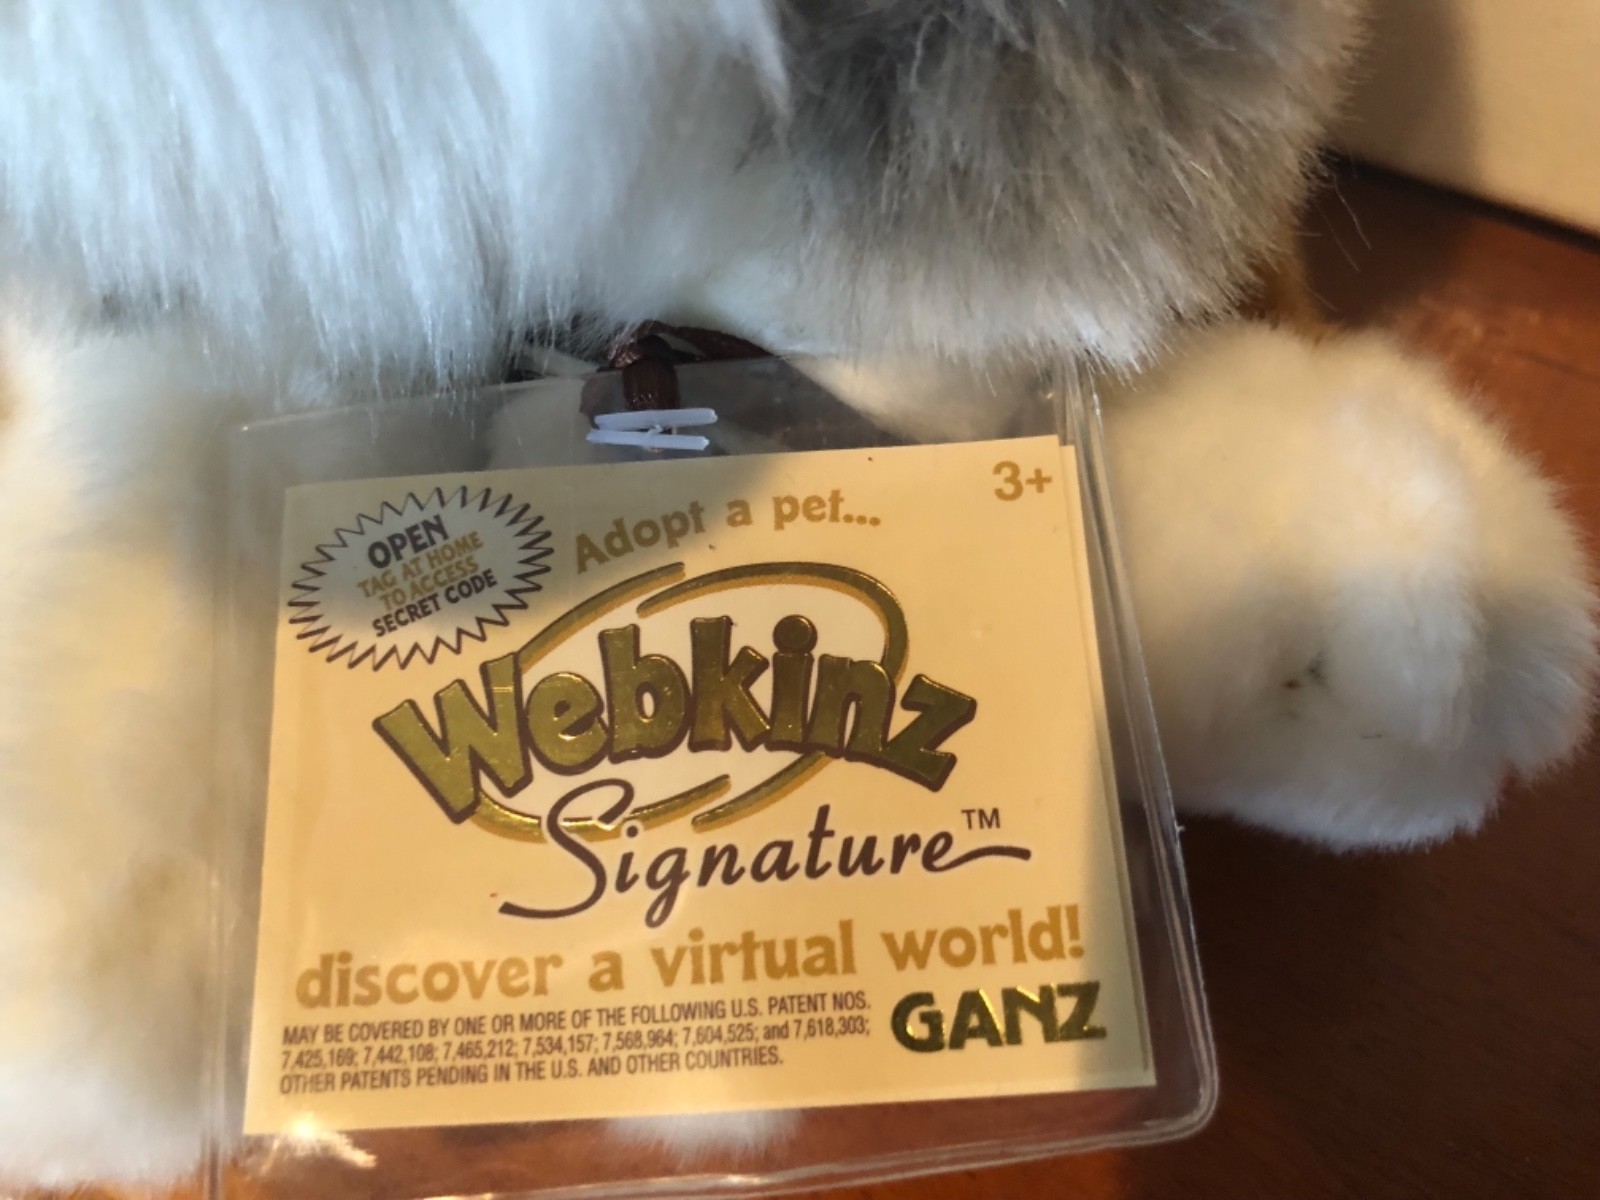 OPEN
TAG AT HOME
TO ACCESS
SECRET CODE
Adopt a pet...
3+
Webkinz
Signature™
discover a virtual world!
MAY BE COVERED BY ONE OR MORE OF THE FOLLOWING U.S. PATENT NOS.
7,425,169; 7,442,108; 7,465,212; 7,534,157; 7,568,964; 7,604,525; and 7,618,303;
OTHER PATENTS PENDING IN THE U.S. AND OTHER COUNTRIES.
GANZ